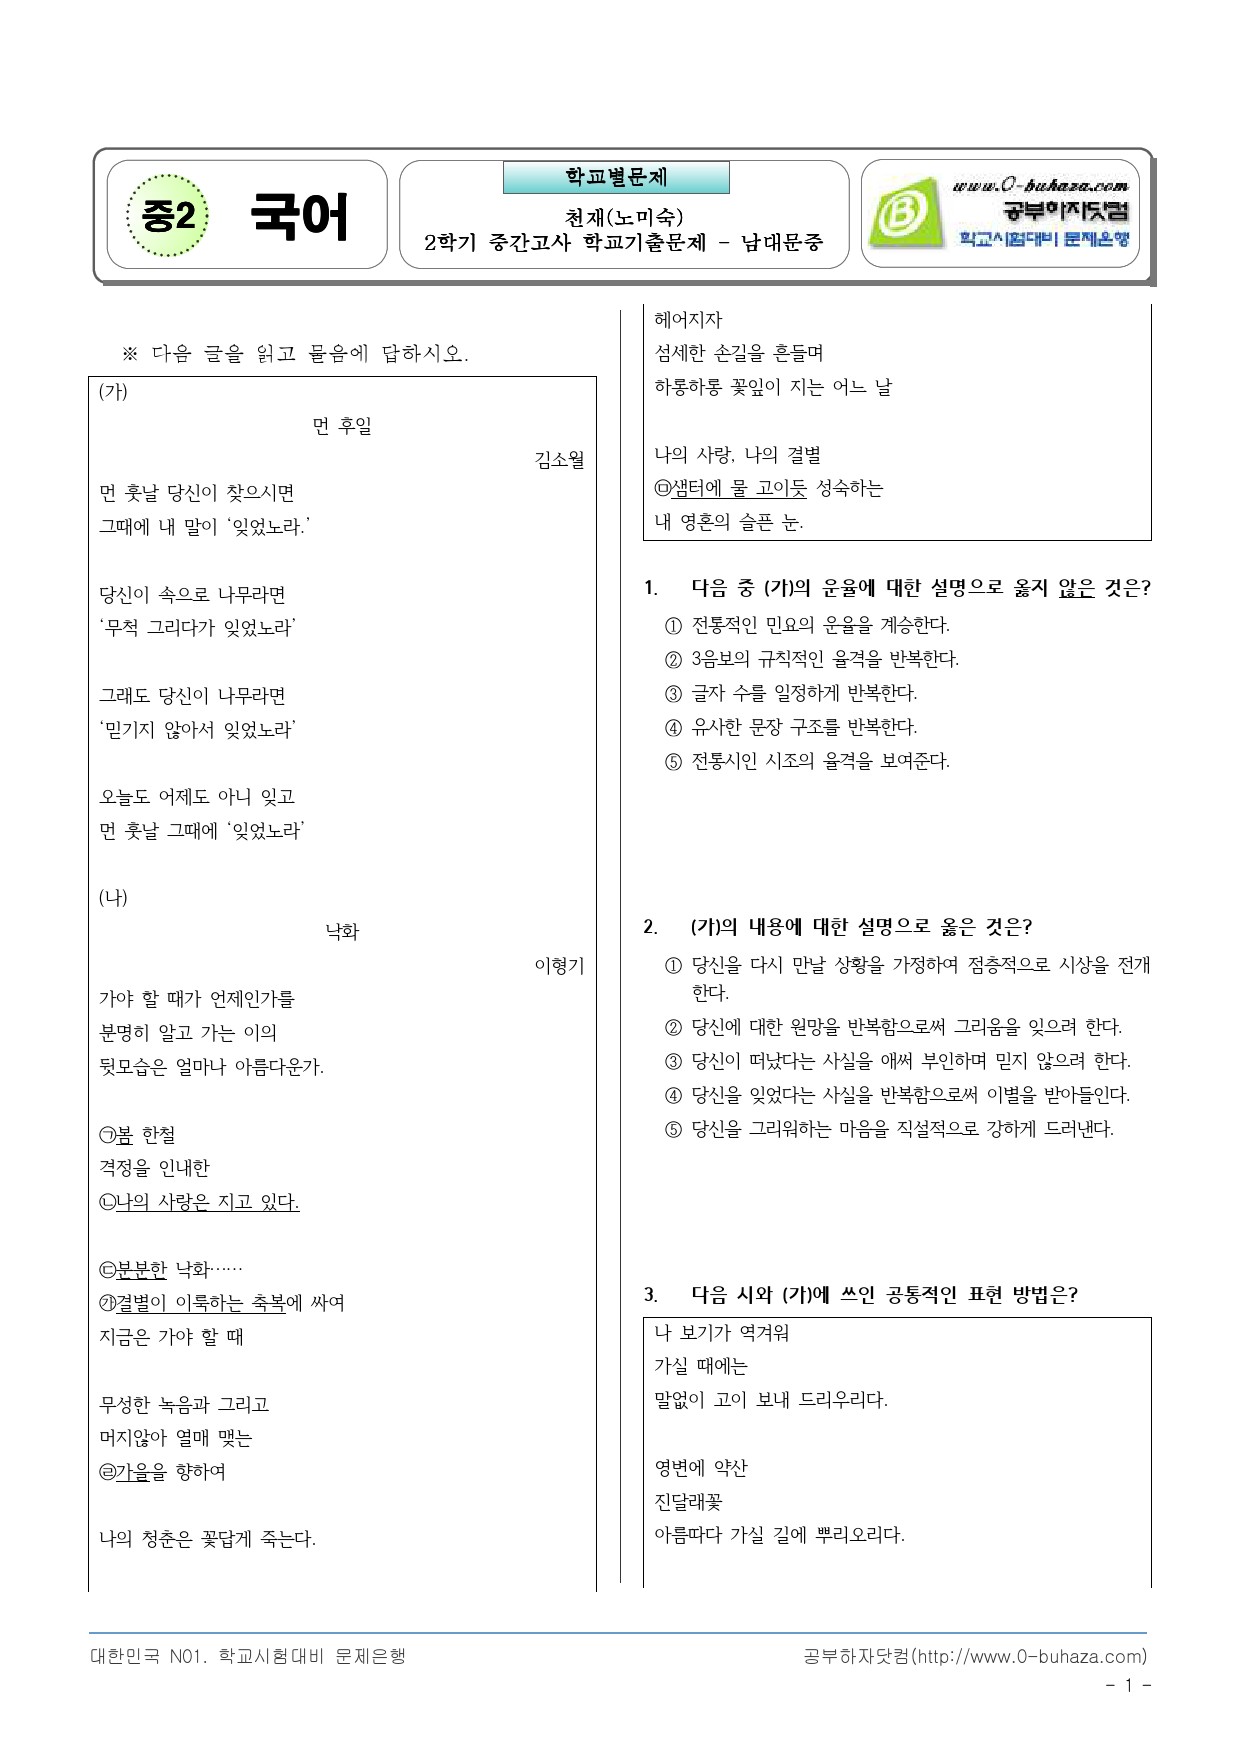 중2
국어
학교별문제
천재(노미숙)
2학기 중간고사 학교기출문제 - 남대문중
www.0-buhaza.com
공부하자닷컴
학교시험대비 문제은행
※ 다음 글을 읽고 물음에 답하시오.
(가)
먼 훗일
김소월
먼 훗날 당신이 찾으시면
그때에 내 말이 ‘잊었노라.’
당신이 속으로 나무라면
‘무척 그리다가 잊었노라’
그래도 당신이 나무라면
‘믿기지 않아서 잊었노라’
오늘도 어제도 아니 잊고
먼 훗날 그때에 ‘잊었노라’
(나)
낙화
이형기
가야 할 때가 언제인가를
분명히 알고 가는 이의
뒷모습은 얼마나 아름다운가.
㉠봄 한철
격정을 인내한
㉡나의 사랑은 지고 있다.
㉢분분한 낙화……
㉮결별이 이룩하는 축복에 싸여
지금은 가야 할 때
무성한 녹음과 그리고
머지않아 열매 맺는
㉣가을을 향하여
나의 청춘은 꽃답게 죽는다.
헤어지자
섬세한 손길을 흔들며
하롱하롱 꽃잎이 지는 어느 날
나의 사랑, 나의 결별
㉤샘터에 물 고이듯 성숙하는
내 영혼의 슬픈 눈.
1. 다음 중 (가)의 운율에 대한 설명으로 옳지 않은 것은?
① 전통적인 민요의 운율을 계승한다.
② 3음보의 규칙적인 율격을 반복한다.
③ 글자 수를 일정하게 반복한다.
④ 유사한 문장 구조를 반복한다.
⑤ 전통시인 시조의 율격을 보여준다.
2. (가)의 내용에 대한 설명으로 옳은 것은?
① 당신을 다시 만날 상황을 가정하여 점층적으로 시상을 전개
한다.
② 당신에 대한 원망을 반복함으로써 그리움을 잊으려 한다.
③ 당신이 떠났다는 사실을 애써 부인하며 믿지 않으려 한다.
④ 당신을 잊었다는 사실을 반복함으로써 이별을 받아들인다.
⑤ 당신을 그리워하는 마음을 직설적으로 강하게 드러낸다.
3. 다음 시와 (가)에 쓰인 공통적인 표현 방법은?
나 보기가 역겨워
가실 때에는
말없이 고이 보내 드리우리다.
영변에 약산
진달래꽃
아름따다 가실 길에 뿌리오리다.
대한민국 N01. 학교시험대비 문제은행
공부하자닷컴(http://www.0-buhaza.com)
- 1 -